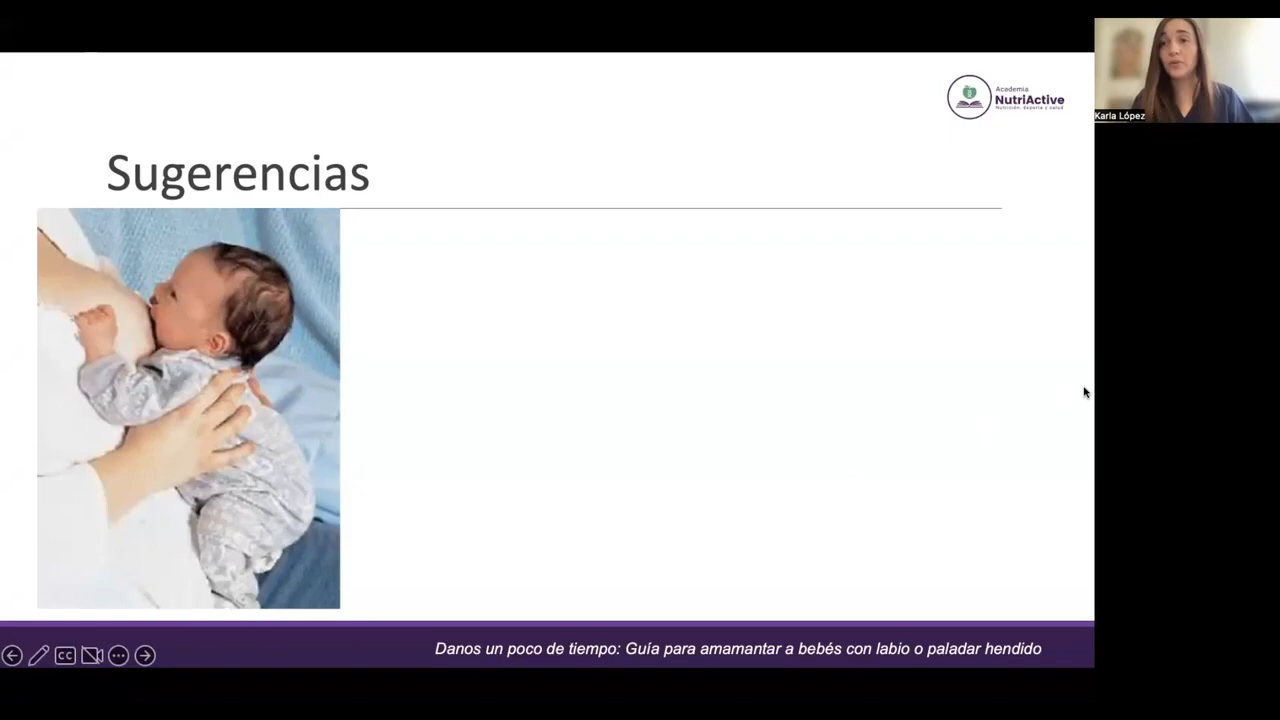 Academia
NutriActive
Nutrición, deporte y salud
Karla López
Sugerencias
CC
Danos un poco de tiempo: Guía para amamantar a bebés con labio o paladar hendido